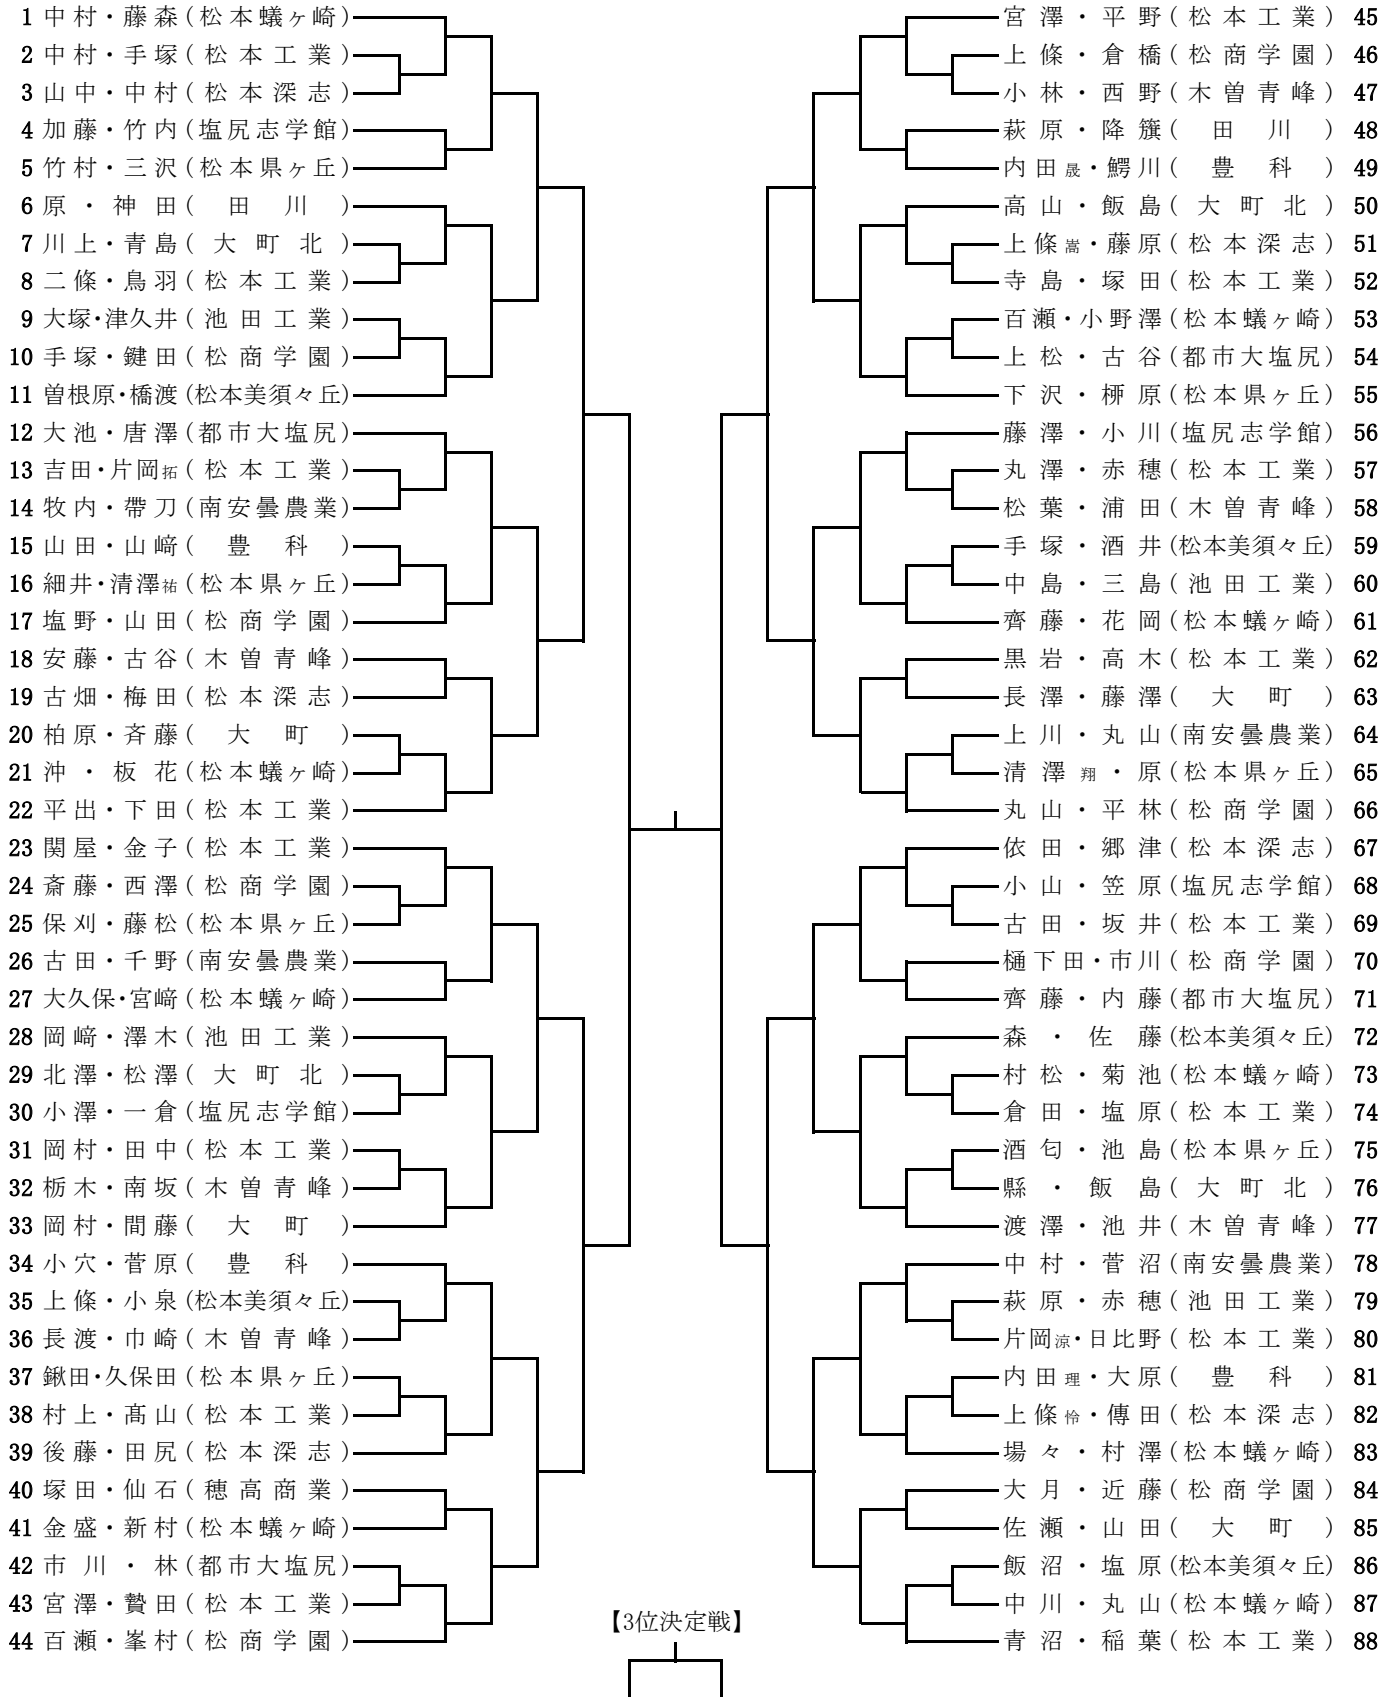 1 中村・藤森(松本蟻ヶ崎)
2 中村・手塚(松本工業)
3 山中・中村(松本深志)
4 加藤・竹内(塩尻志学館)
5 竹村・三沢(松本県ヶ丘)
6 原・神田(田川)
7 川上・青島(大町北)
8 二條・鳥羽(松本工業)
9 大塚・津久井(池田工業)
10 手塚・鍵田(松商学園)
11 曽根原・橋渡(松本美須々丘)
12 大池・唐澤(都市大塩尻)
13 吉田・片岡拓(松本工業)
14 牧内・帶刀(南安曇農業)
15 山田・山﨑(豊科)
16 細井・清澤祐(松本県ヶ丘)
17 塩野・山田(松商学園)
18 安藤・古谷(木曽青峰)
19 古畑・梅田(松本深志)
20 柏原・斉藤(大町)
21 沖・板花(松本蟻ヶ崎)
22 平出・下田(松本工業)
23 関屋・金子(松本工業)
24 斎藤・西澤(松商学園)
25 保刈・藤松(松本県ヶ丘)
26 古田・千野(南安曇農業)
27 大久保・宮﨑(松本蟻ヶ崎)
28 岡﨑・澤木(池田工業)
29 北澤・松澤(大町北)
30 小澤・一倉(塩尻志学館)
31 岡村・田中(松本工業)
32 栃木・南坂(木曽青峰)
33 岡村・間藤(大町)
34 小穴・菅原(豊科)
35 上條・小泉(松本美須々丘)
36 長渡・巾崎(木曽青峰)
37 鍬田・久保田(松本県ヶ丘)
38 村上・髙山(松本工業)
39 後藤・田尻(松本深志)
40 塚田・仙石(穂高商業)
41 金盛・新村(松本蟻ヶ崎)
42 市川・林(都市大塩尻)
43 宮澤・贄田(松本工業)
44 百瀬・峯村(松商学園)
宮澤・平野(松本工業) 45
上條・倉橋(松商学園) 46
小林・西野(木曽青峰) 47
萩原・降籏(田川) 48
内田晟・鰐川(豊科) 49
高山・飯島(大町北) 50
上條嵩・藤原(松本深志) 51
寺島・塚田(松本工業) 52
百瀬・小野澤(松本蟻ヶ崎) 53
上松・古谷(都市大塩尻) 54
下沢・栁原(松本県ヶ丘) 55
藤澤・小川(塩尻志学館) 56
丸澤・赤穂(松本工業) 57
松葉・浦田(木曽青峰) 58
手塚・酒井(松本美須々丘) 59
中島・三島(池田工業) 60
齊藤・花岡(松本蟻ヶ崎) 61
黒岩・高木(松本工業) 62
長澤・藤澤(大町) 63
上川・丸山(南安曇農業) 64
清澤翔・原(松本県ヶ丘) 65
丸山・平林(松商学園) 66
依田・郷津(松本深志) 67
小山・笠原(塩尻志学館) 68
古田・坂井(松本工業) 69
樋下田・市川(松商学園) 70
齊藤・内藤(都市大塩尻) 71
森・佐藤(松本美須々丘) 72
村松・菊池(松本蟻ヶ崎) 73
倉田・塩原(松本工業) 74
酒匂・池島(松本県ヶ丘) 75
縣・飯島(大町北) 76
渡澤・池井(木曽青峰) 77
中村・菅沼(南安曇農業) 78
萩原・赤穂(池田工業) 79
片岡涼・日比野(松本工業) 80
内田理・大原(豊科) 81
上條怜・傳田(松本深志) 82
場々・村澤(松本蟻ヶ崎) 83
大月・近藤(松商学園) 84
佐瀬・山田(大町) 85
飯沼・塩原(松本美須々丘) 86
中川・丸山(松本蟻ヶ崎) 87
青沼・稲葉(松本工業) 88
【3位決定戦】